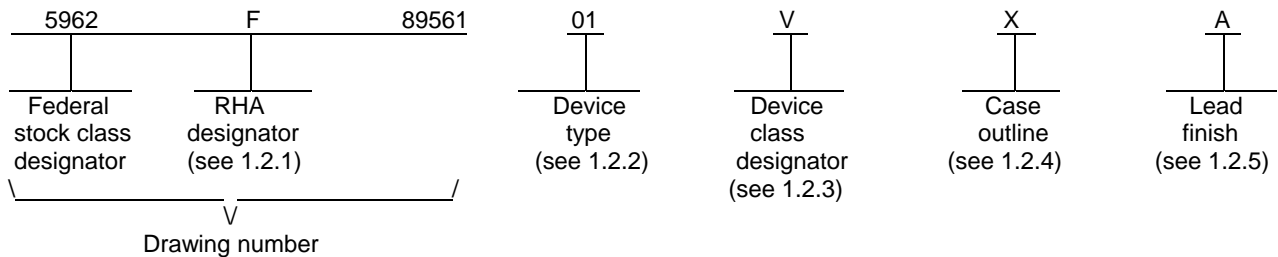 5962 F 89561 01 V X A
Federal RHA Device Device Case Lead
stock class designator type class outline finish
designator (see 1.2.1) (see 1.2.2) designator (see 1.2.4) (see 1.2.5)
(see 1.2.3)
\ /
\/
Drawing number